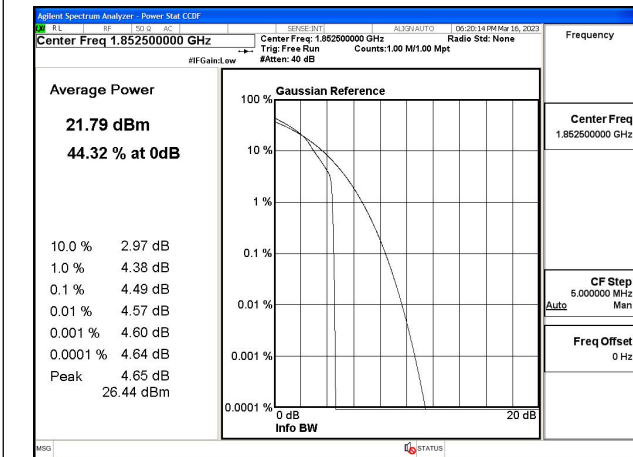 Agilent Spectrum Analyzer - Power Stat CCDF
RL RF 50 Ω AC SENSE:INT ALIGNAUTO 06:20:14 PM Mar 16, 2023
Center Freq 1.852500000 GHz Center Freq: 1.852500000 GHz Radio Std: None
Trig: Free Run Counts:1.00 M/1.00 Mpt
#IFGain:Low #Atten: 40 dB
Frequency
Average Power
21.79 dBm
44.32 % at 0dB
10.0 % 2.97 dB
1.0 % 4.38 dB
0.1 % 4.49 dB
0.01 % 4.57 dB
0.001 % 4.60 dB
0.0001 % 4.64 dB
Peak 4.65 dB
26.44 dBm
Gaussian Reference
100 %
10 %
1 %
0.1 %
0.01 %
0.001 %
0.0001 %
0 dB 20 dB
Info BW
Center Freq
1.852500000 GHz
CF Step
5.000000 MHz
Auto Man
Freq Offset
0 Hz
MSG STATUS